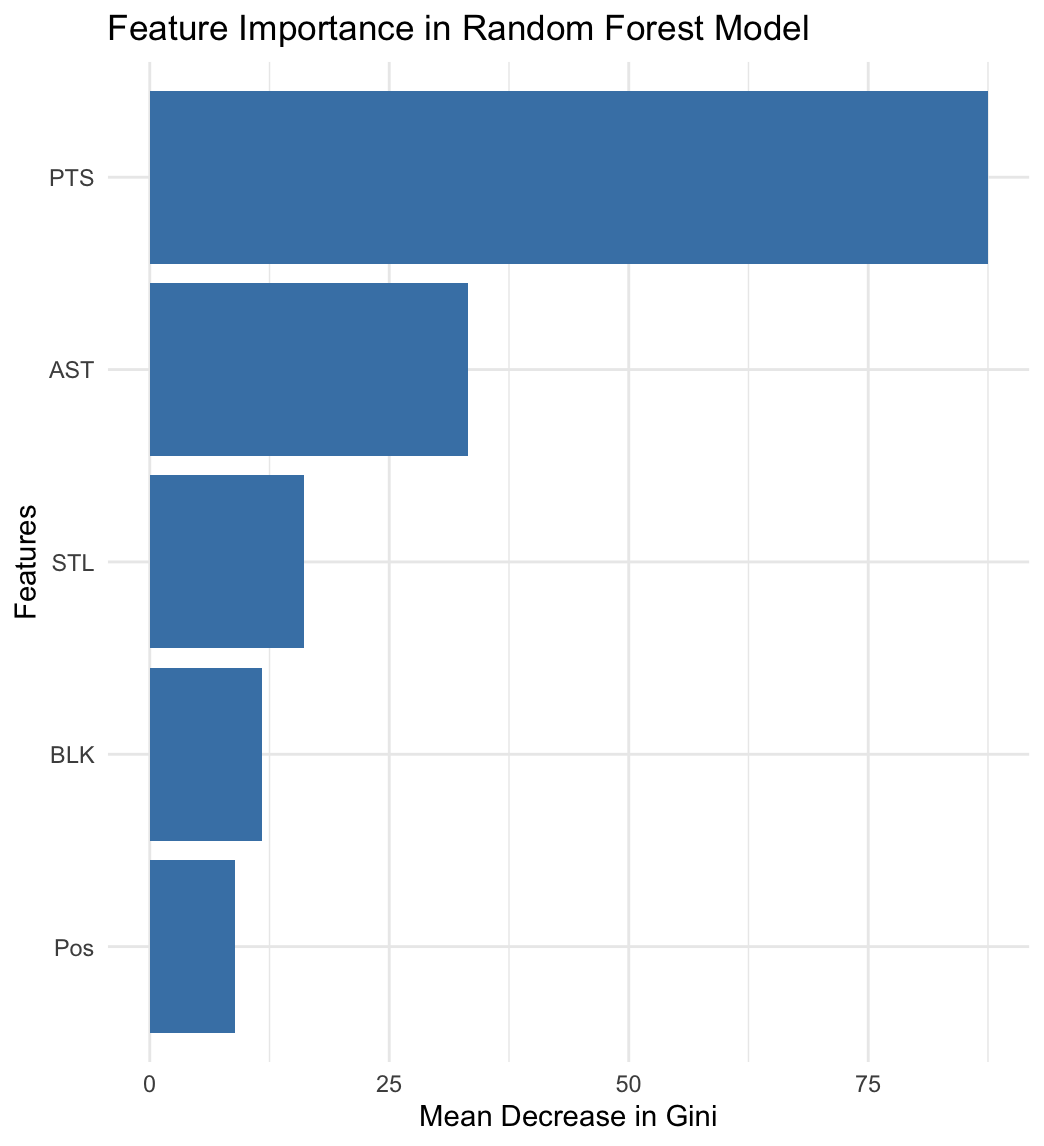 Feature Importance in Random Forest Model
PTS
AST
STL
BLK
Pos
Features
0 25 50 75
Mean Decrease in Gini